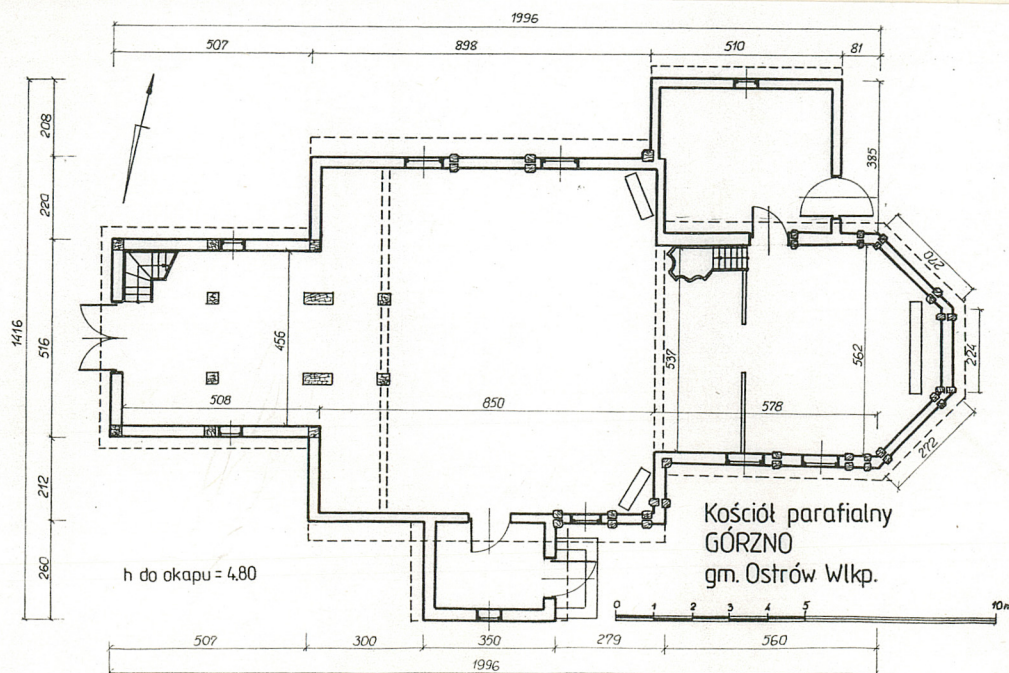 1996
507 898 510 81
208
220
1416
516
212
260
385
270
224
272
456
537
562
508 850 578
h do okapu = 4.80
Kościół parafialny
GÓRZNO
gm. Ostrów Wlkp.
0 1 2 3 4 5 10m
507 300 350 279 560
1996